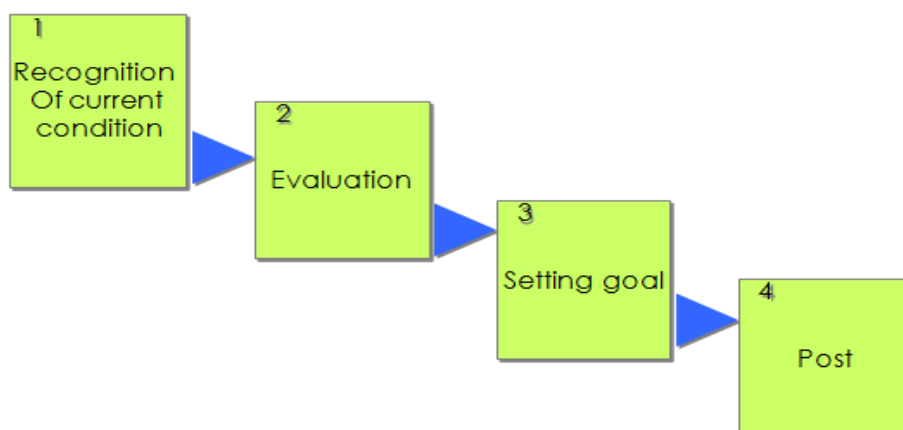 1
Recognition
Of current
condition
2
Evaluation
3
Setting goal
4
Post